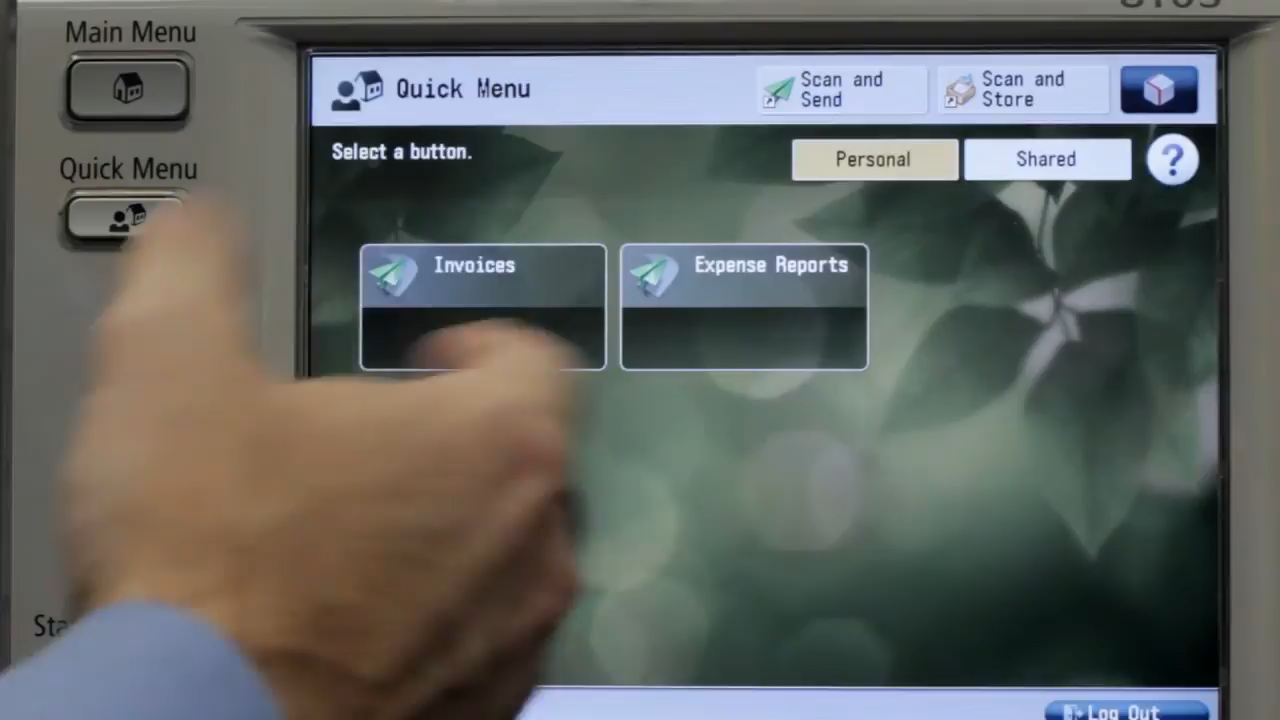 8105
Main Menu
Quick Menu
Scan and
Send
Scan and
Store
Select a button.
Personal
Shared
?
Quick Menu
Invoices
Expense Reports
Log Out